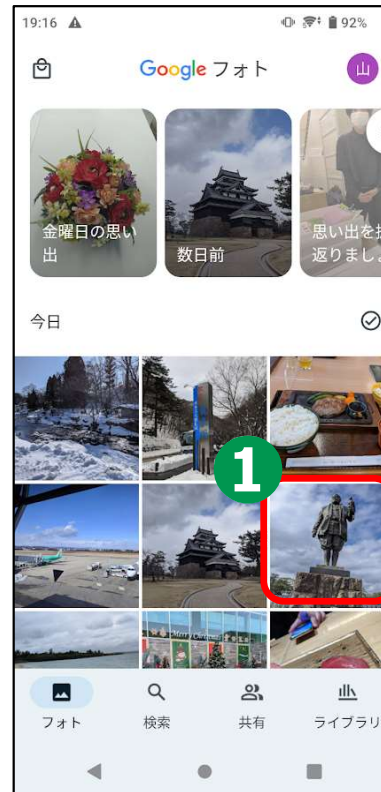 19:16
92%
Google フォト
山
金曜日の思い
出
数日前
思い出を
返りまし
今日
1
Merry Christmas
フォト
検索
共有
ライブラリ